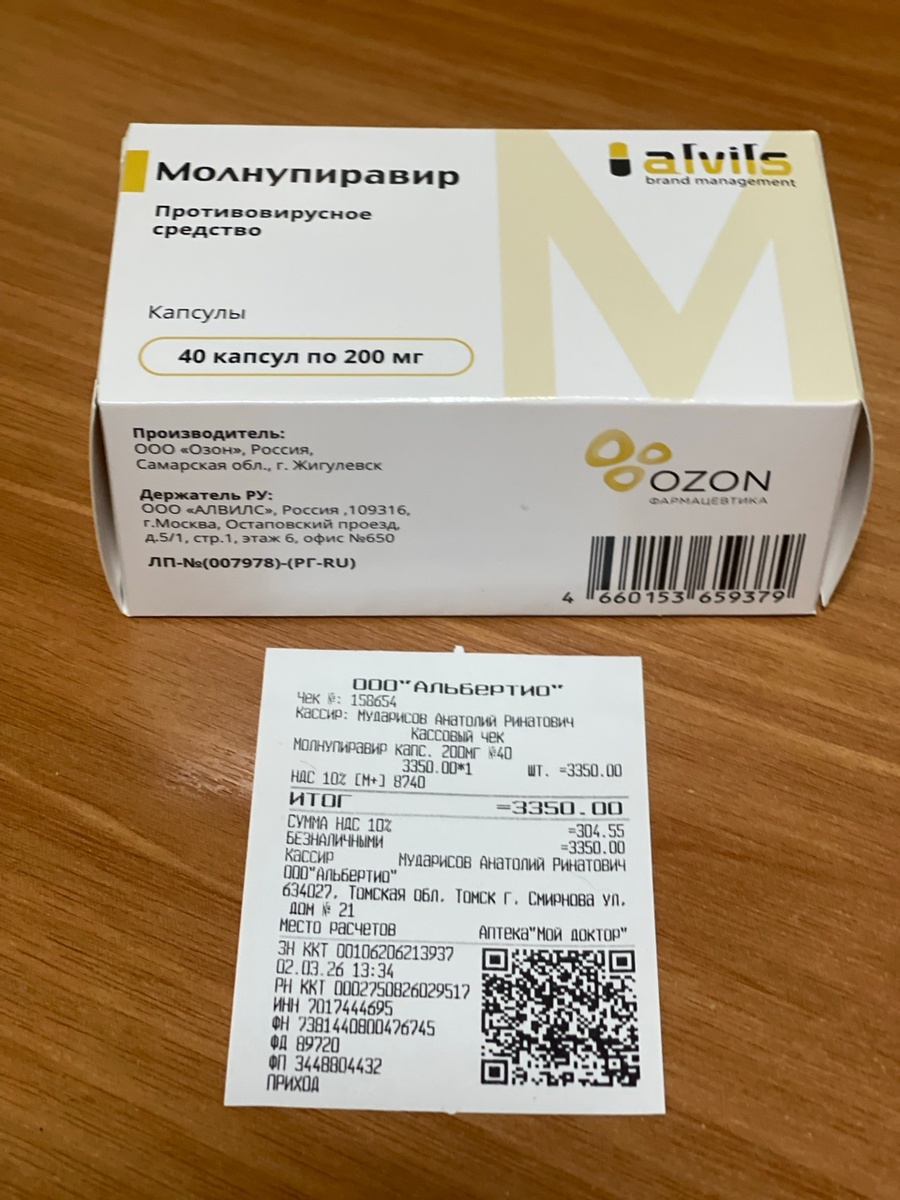 Молнупиравир
alvils
brand management
Противовирусное
средство
Капсулы
40 капсул по 200 мг
M
Производитель:
ООО «Озон», Россия,
Самарская обл., г. Жигулевск
Держатель РУ:
ООО «АЛВИЛС», Россия ,109316,
г.Москва, Остаповский проезд,
д.5/1, стр.1, этаж 6, офис №650
ЛП-№(007978)-(РГ-RU)
OZON
ФАРМАЦЕВТИКА
4 660153 659379
ООО"Альбертио"
Чек №: 158654
Кассир: Мударисов Анатолий Ринатович
Кассовый чек
Молнупиравир капс. 200мг №40
3350.00*1 шт. =3350.00
НДС 10% [М+] 8740
ИТОГ =3350.00
Сумма НДС 10% =304.55
Безналичными =3350.00
Кассир Мударисов Анатолий Ринатович
ООО"Альбертио"
634027, Томская обл. Томск г. Смирнова ул.
дом № 21
Место расчетов Аптека"Мой доктор"
ЗН ККТ 00106206213937
02.03.26 13:34
РН ККТ 0002750826029517
ИНН 7017444695
ФН 7381440800476745
ФД 89720
ФП 3448804432
Приход